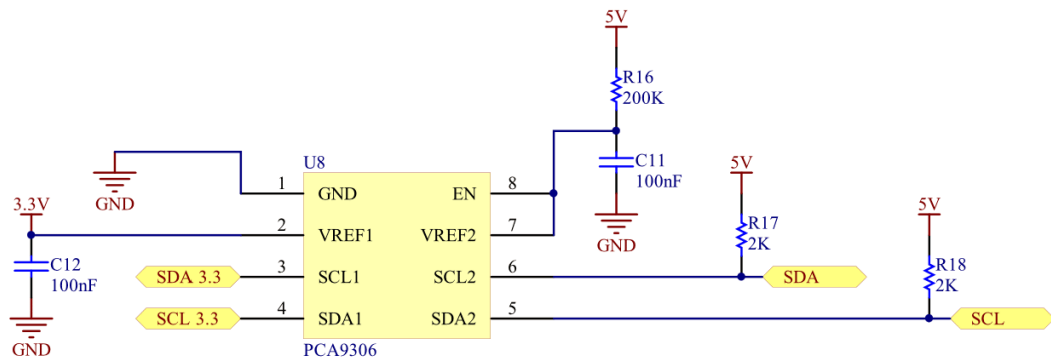 5V
R16
200K
C11
100nF
GND
U8
GND
1
GND
EN
8
3.3V
2
VREF1
VREF2
7
C12
100nF
GND
SDA 3.3
3
SCL1
SCL2
6
5V
R17
2K
SDA
SCL 3.3
4
SDA1
SDA2
5
5V
R18
2K
SCL
PCA9306